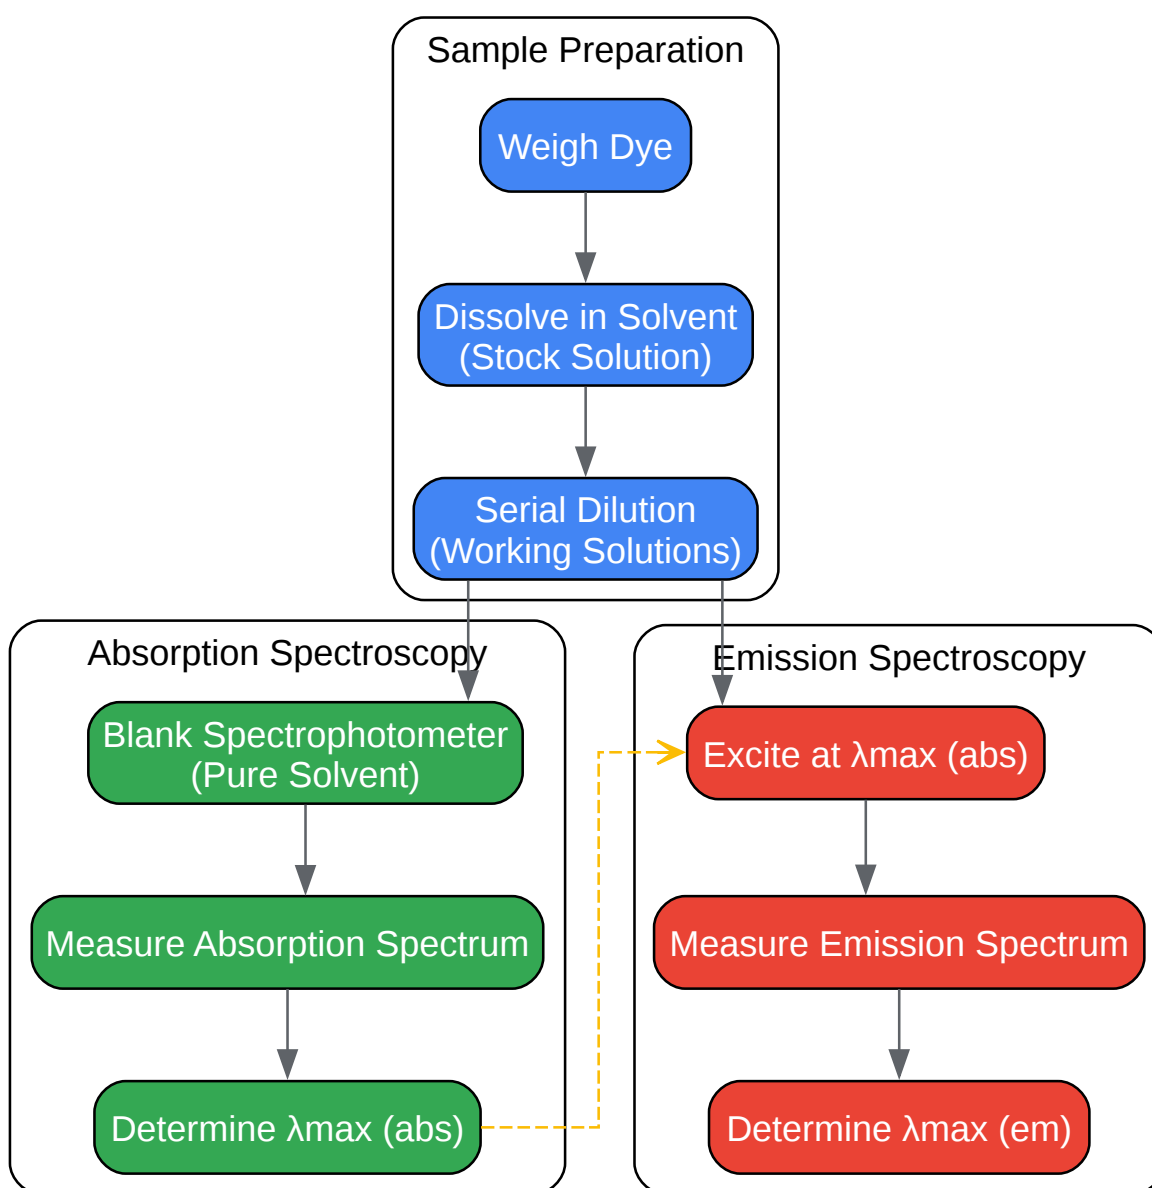 Sample Preparation
Weigh Dye
Dissolve in Solvent
(Stock Solution)
Serial Dilution
(Working Solutions)
Absorption Spectroscopy
Blank Spectrophotometer
(Pure Solvent)
Measure Absorption Spectrum
Determine λmax (abs)
Emission Spectroscopy
Excite at λmax (abs)
Measure Emission Spectrum
Determine λmax (em)